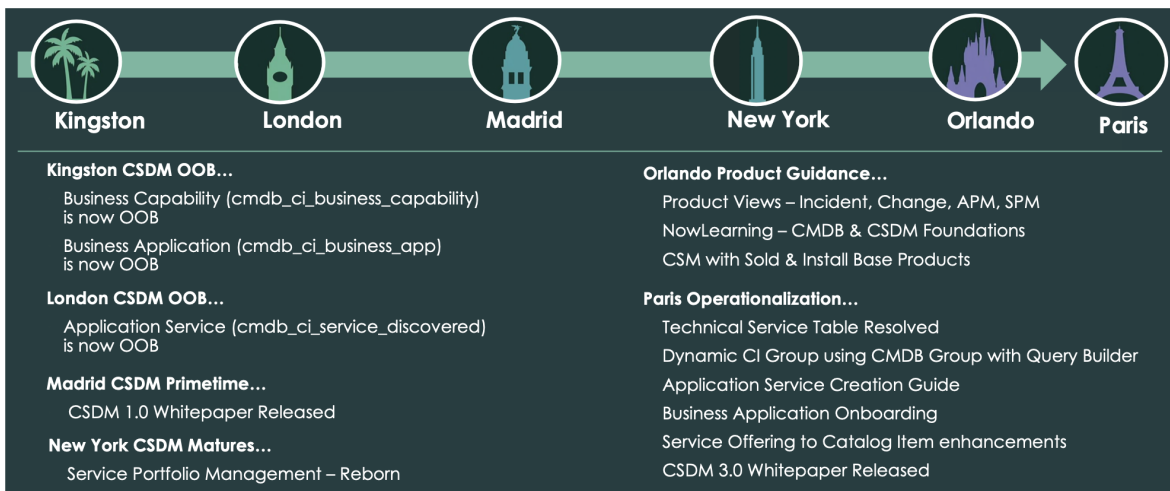 Kingston
London
Madrid
New York
Orlando
Paris
Kingston CSDM OOB...
Business Capability (cmdb_ci_business_capability)
is now OOB
Business Application (cmdb_ci_business_app)
is now OOB
London CSDM OOB...
Application Service (cmdb_ci_service_discovered)
is now OOB
Madrid CSDM Primetime...
CSDM 1.0 Whitepaper Released
New York CSDM Matures...
Service Portfolio Management – Reborn
Orlando Product Guidance...
Product Views – Incident, Change, APM, SPM
NowLearning – CMDB & CSDM Foundations
CSM with Sold & Install Base Products
Paris Operationalization...
Technical Service Table Resolved
Dynamic CI Group using CMDB Group with Query Builder
Application Service Creation Guide
Business Application Onboarding
Service Offering to Catalog Item enhancements
CSDM 3.0 Whitepaper Released